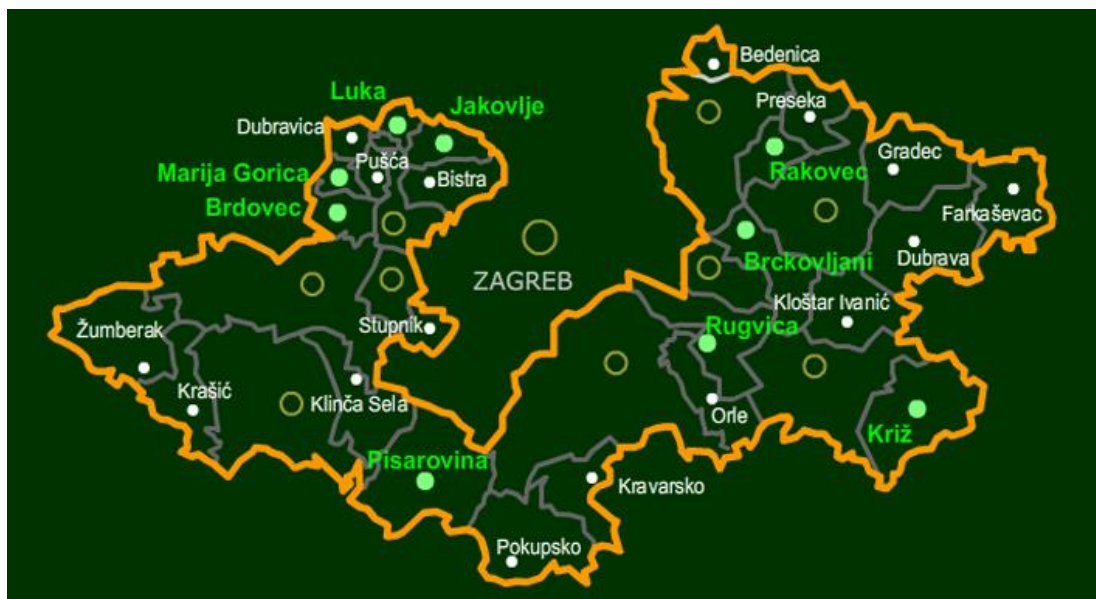 Bedenica
Luka
Jakovlje
Preseka
Dubravica
Pušća
Gradec
Marija Gorica
Bistra
Rakovec
Brdovec
Farkaševac
Dubrava
Brckovljani
ZAGREB
Kloštar Ivanić
Stupnik
Rugvica
Žumberak
Krašić
Klinča Sela
Orle
Križ
Pisarovina
Kravarsko
Pokupsko